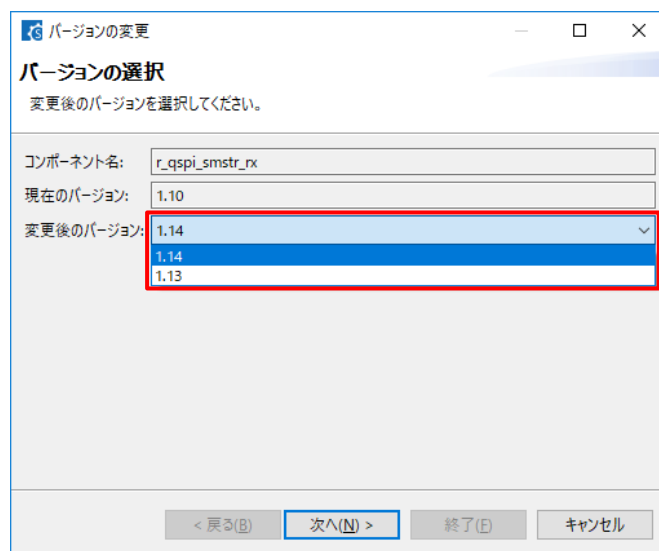 バージョンの変更
バージョンの選択
変更後のバージョンを選択してください。
コンポーネント名: r_qspi_smstr_rx
現在のバージョン: 1.10
変更後のバージョン: 1.14
1.14
1.13
< 戻る(B) 次へ(N) > 終了(F) キャンセル